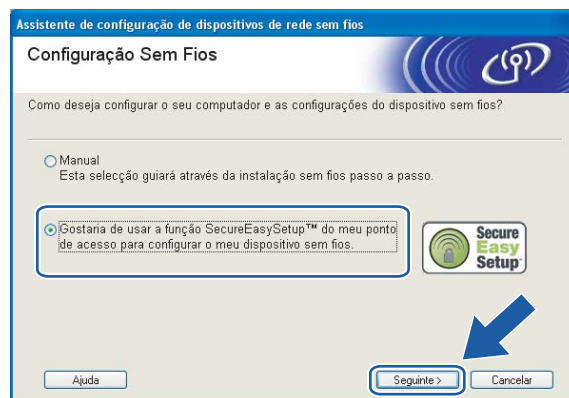 Assistente de configuração de dispositivos de rede sem fios
Configuração Sem Fios
Como deseja configurar o seu computador e as configurações do dispositivo sem fios?
Manual
Esta selecção guiará através da instalação sem fios passo a passo.
Gostaria de usar a função SecureEasySetup™ do meu ponto
de acesso para configurar o meu dispositivo sem fios.
Secure
Easy
Setup
Ajuda
Seguinte >
Cancelar